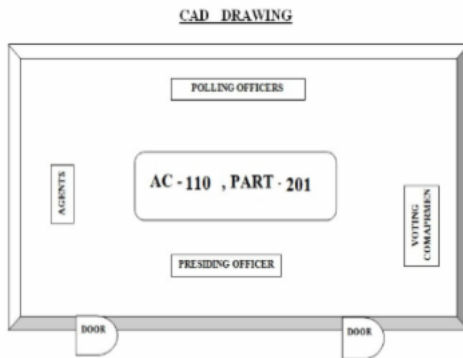 CAD DRAWING
POLLING OFFICERS
AGENTS
AC - 110 , PART - 201
VOTING
COMAPRMEN
PRESIDING OFFICER
DOOR
DOOR